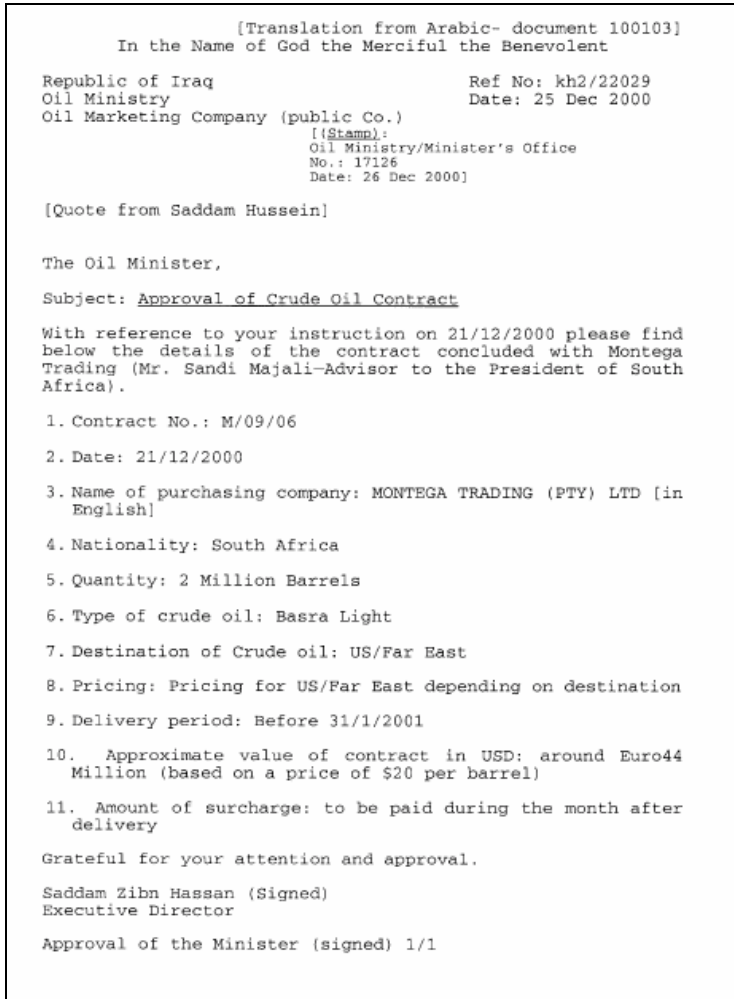 [Translation from Arabic- document 100103]
In the Name of God the Merciful the Benevolent
Republic of Iraq Ref No: kh2/22029
Oil Ministry Date: 25 Dec 2000
Oil Marketing Company (public Co.)
[(Stamp):
Oil Ministry/Minister's Office
No.: 17126
Date: 26 Dec 2000]
[Quote from Saddam Hussein]
The Oil Minister,
Subject: Approval of Crude Oil Contract
With reference to your instruction on 21/12/2000 please find
below the details of the contract concluded with Montega
Trading (Mr. Sandi Majali—Advisor to the President of South
Africa).
1. Contract No.: M/09/06
2. Date: 21/12/2000
3. Name of purchasing company: MONTEGA TRADING (PTY) LTD [in
English]
4. Nationality: South Africa
5. Quantity: 2 Million Barrels
6. Type of crude oil: Basra Light
7. Destination of Crude oil: US/Far East
8. Pricing: Pricing for US/Far East depending on destination
9. Delivery period: Before 31/1/2001
10. Approximate value of contract in USD: around Euro44
Million (based on a price of $20 per barrel)
11. Amount of surcharge: to be paid during the month after
delivery
Grateful for your attention and approval.
Saddam Zibn Hassan (Signed)
Executive Director
Approval of the Minister (signed) 1/1